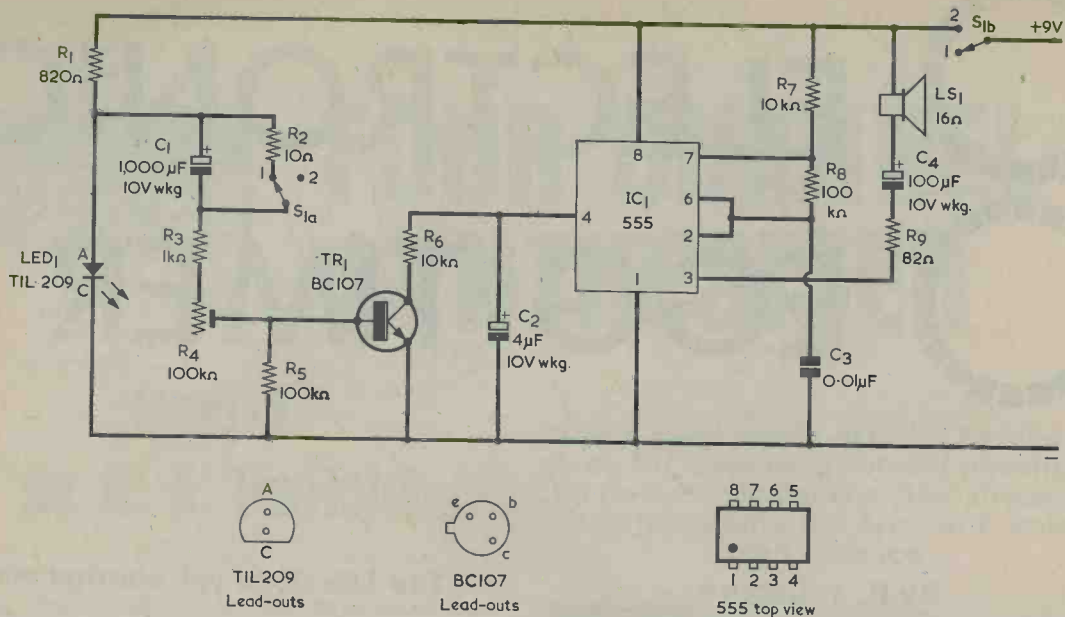 R1
820Ω
C1
1,000µF
10V wkg
R2
10Ω
1
2
S1a
R3
1kΩ
LED1
TIL 209
A
C
R4
100kΩ
R5
100kΩ
TR1
BC107
R6
10kΩ
C2
4µF
10V wkg.
IC1
555
8
7
6
2
3
4
1
R7
10kΩ
R8
100
kΩ
C3
0·01µF
LS1
16Ω
C4
100µF
10V wkg.
R9
82Ω
2
1
S1b
+9V
−
A
C
TIL209
Lead-outs
e
b
c
BC107
Lead-outs
8 7 6 5
1 2 3 4
555 top view